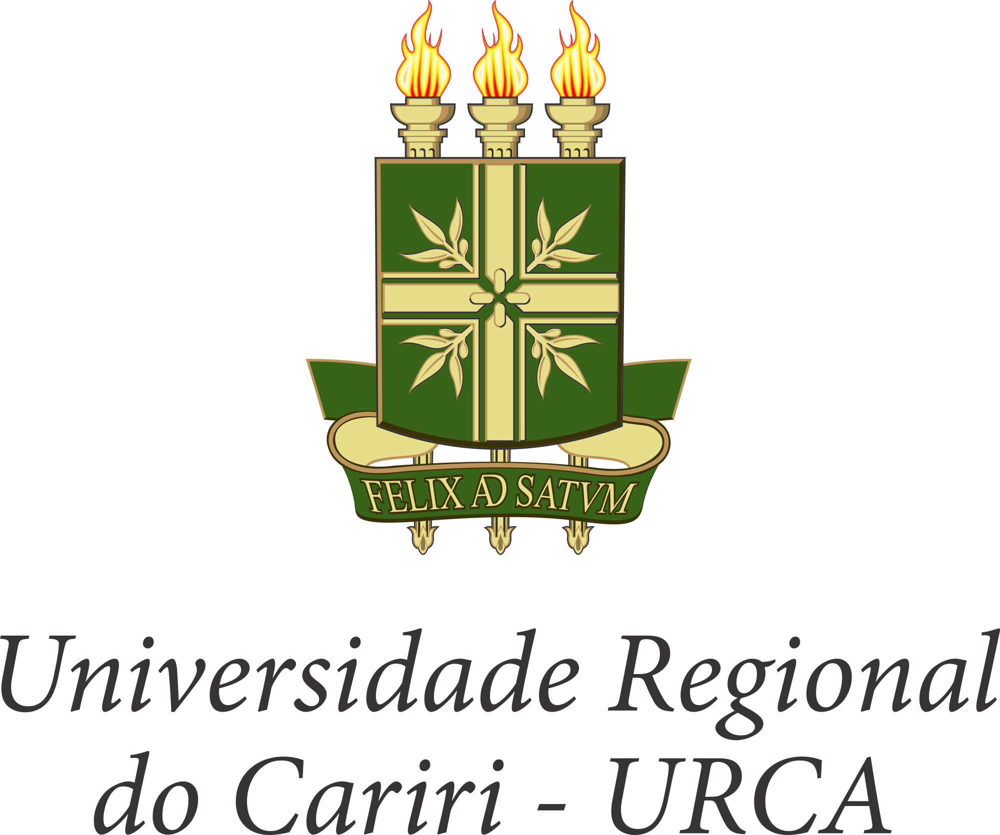 FELIX AD SATVM
Universidade Regional
do Cariri - URCA